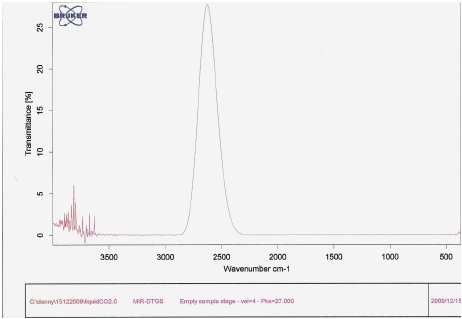 BRUKER
25
20
15
10
5
0
Transmittance [%]
3500 3000 2500 2000 1500 1000 500
Wavenumber cm-1
C:\danny\15122009\liquidCO2.0 MIR-DTGS Empty sample stage - vel=4 - Pka=27.000 2009/12/15